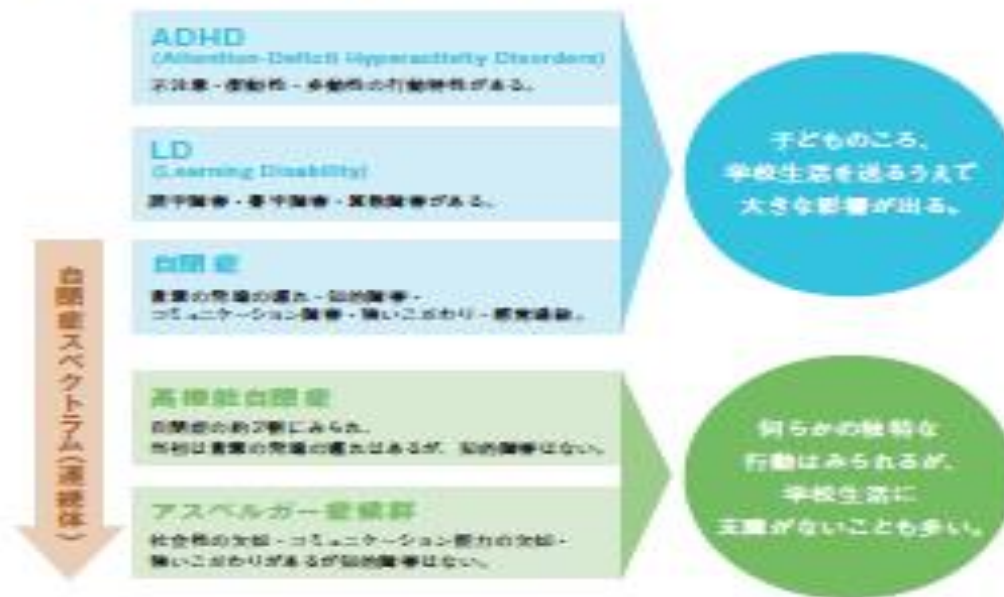 ADHD
(Attention-Deficit Hyperactivity Disorders)
不注意・衝動性・多動性の行動特性がある。
LD
(Learning Disability)
読字障害・書字障害・算数障害がある。
自閉症
言葉の発達の遅れ・知的障害・
コミュニケーション障害・強いこだわり・感覚過敏。
高機能自閉症
自閉症の約2割にみられ、
当初は言葉の発達の遅れはあるが、知的障害はない。
アスペルガー症候群
社会性の欠如・コミュニケーション能力の欠如・
強いこだわりがあるが知的障害はない。
自閉症スペクトラム(連続体)
子どものころ、
学校生活を送るうえで
大きな影響が出る。
何らかの独特な
行動はみられるが、
学校生活に
支障がないことも多い。